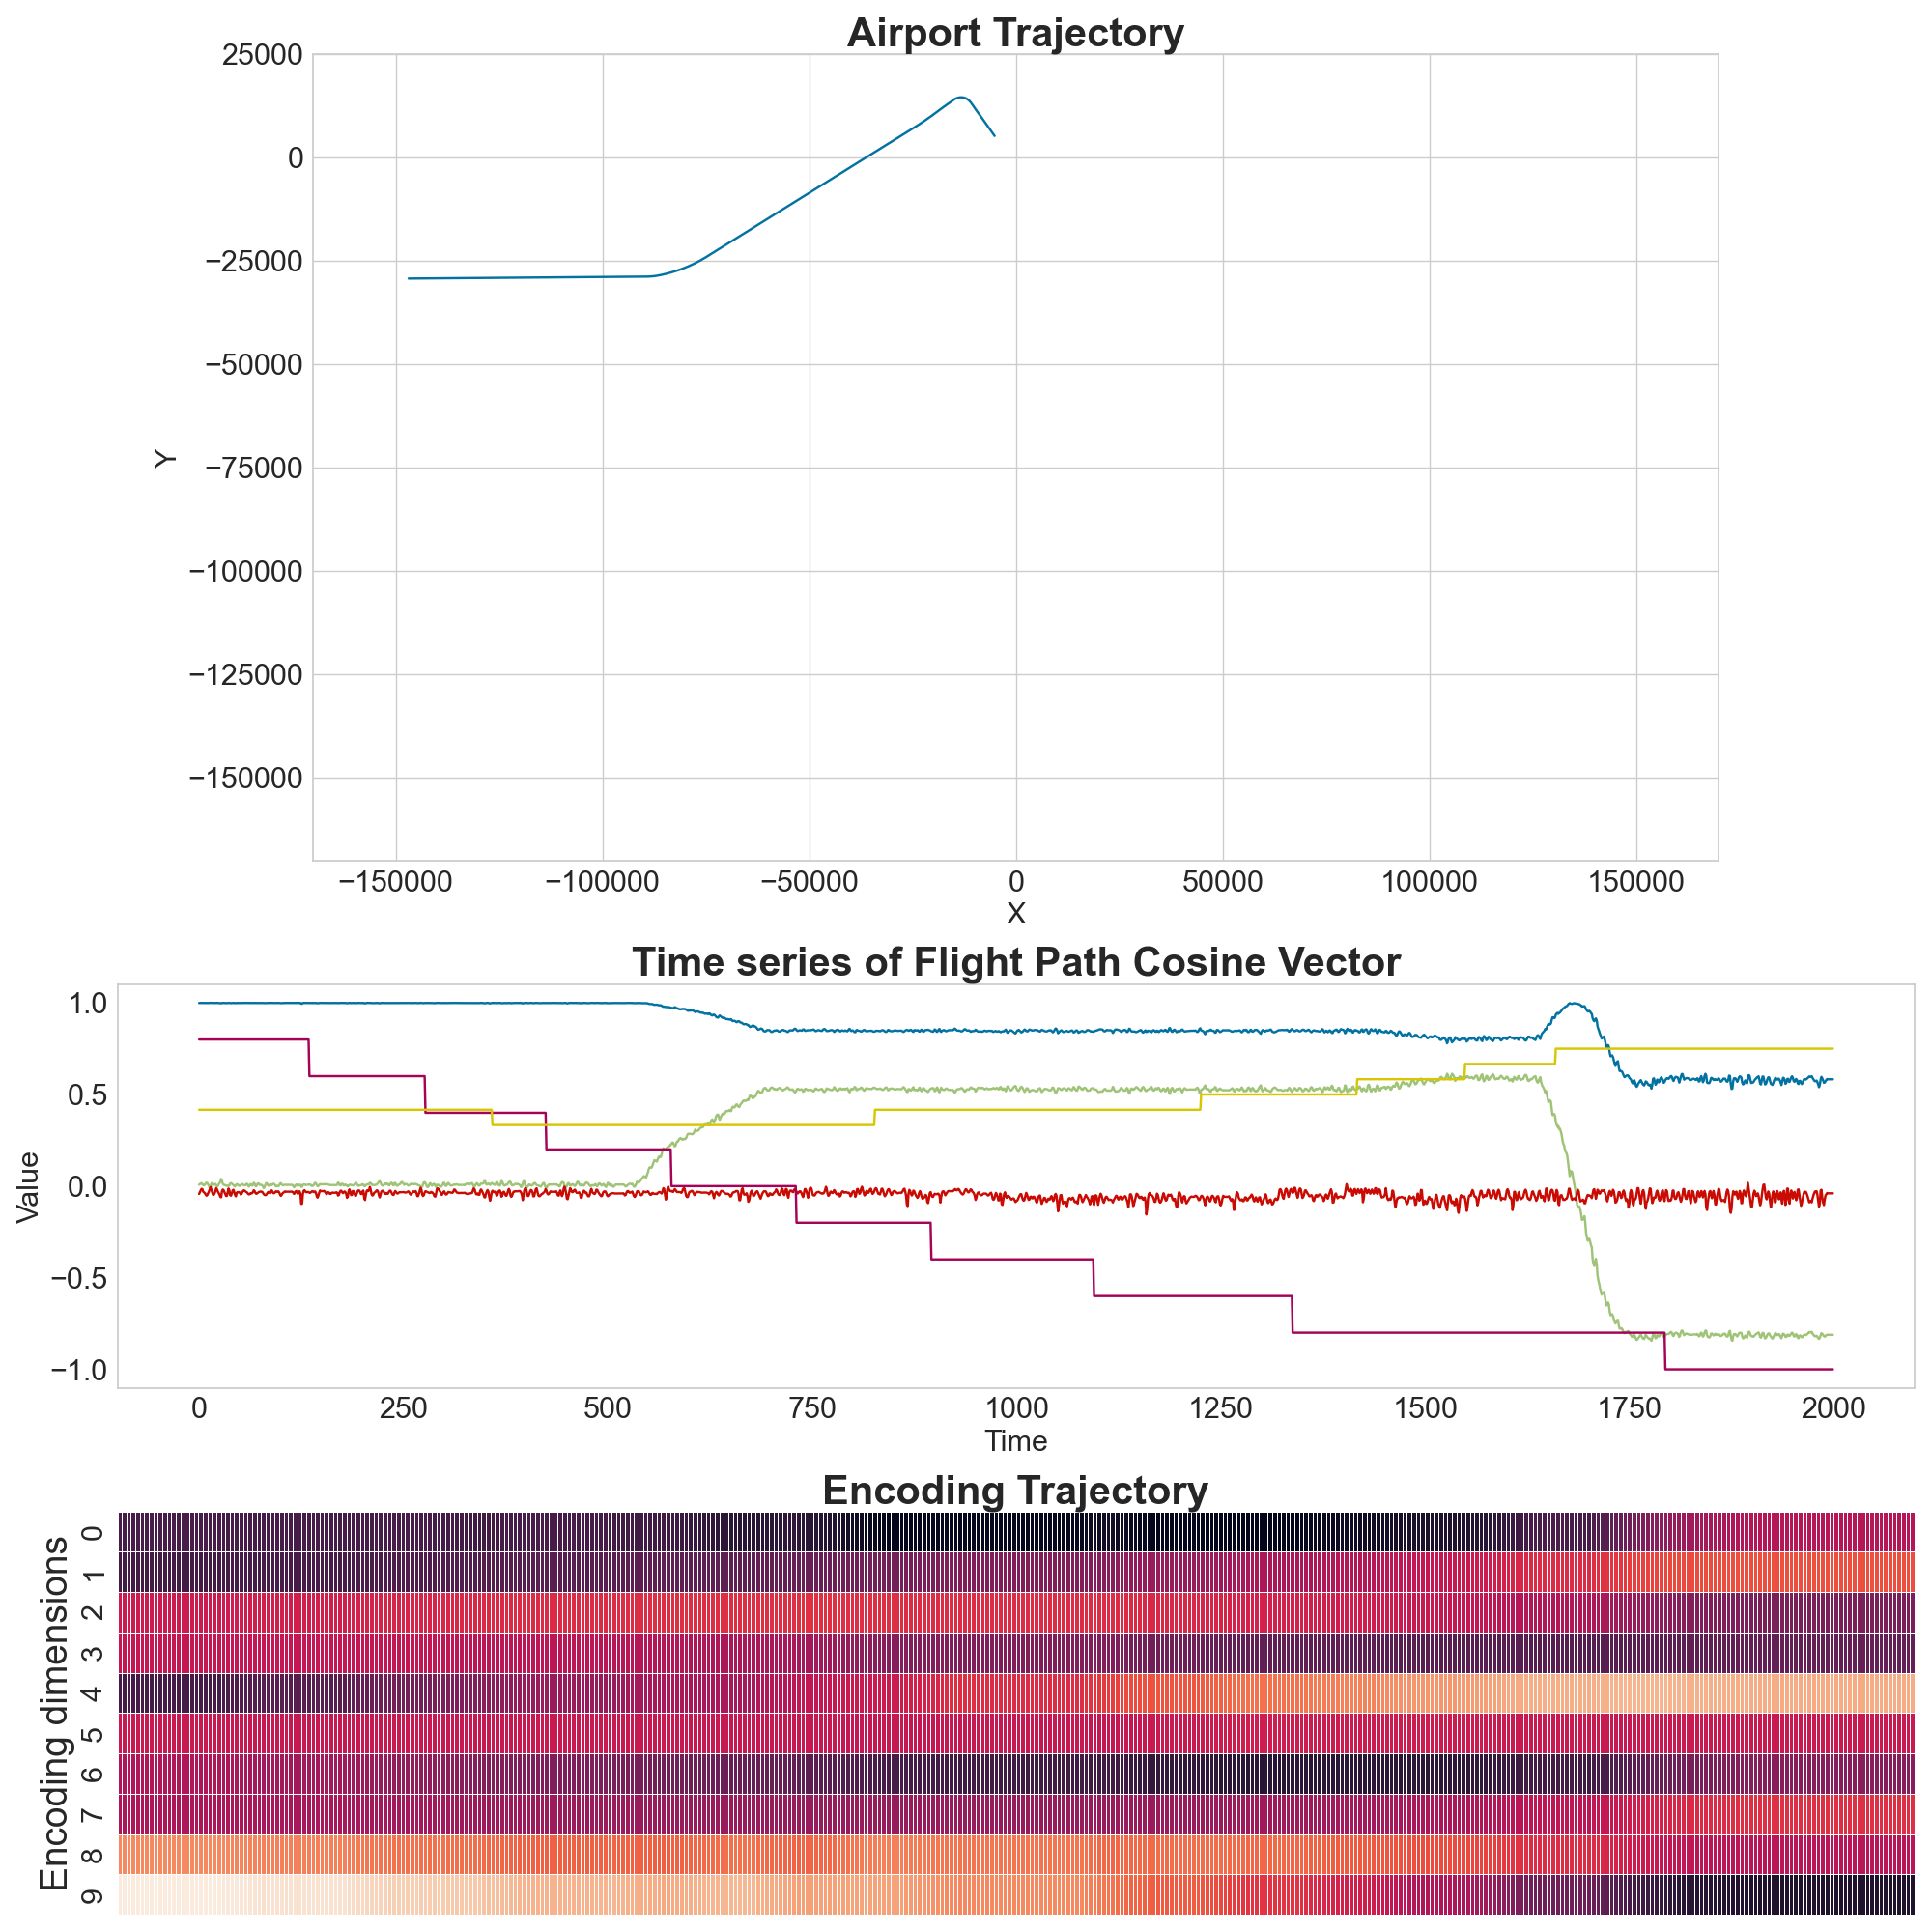 Airport Trajectory
25000
0
−25000
−50000
−75000
−100000
−125000
−150000
Y
−150000 −100000 −50000 0 50000 100000 150000
X
Time series of Flight Path Cosine Vector
1.0
0.5
0.0
−0.5
−1.0
Value
0 250 500 750 1000 1250 1500 1750 2000
Time
Encoding Trajectory
Encoding dimensions
0
1
2
3
4
5
6
7
8
9